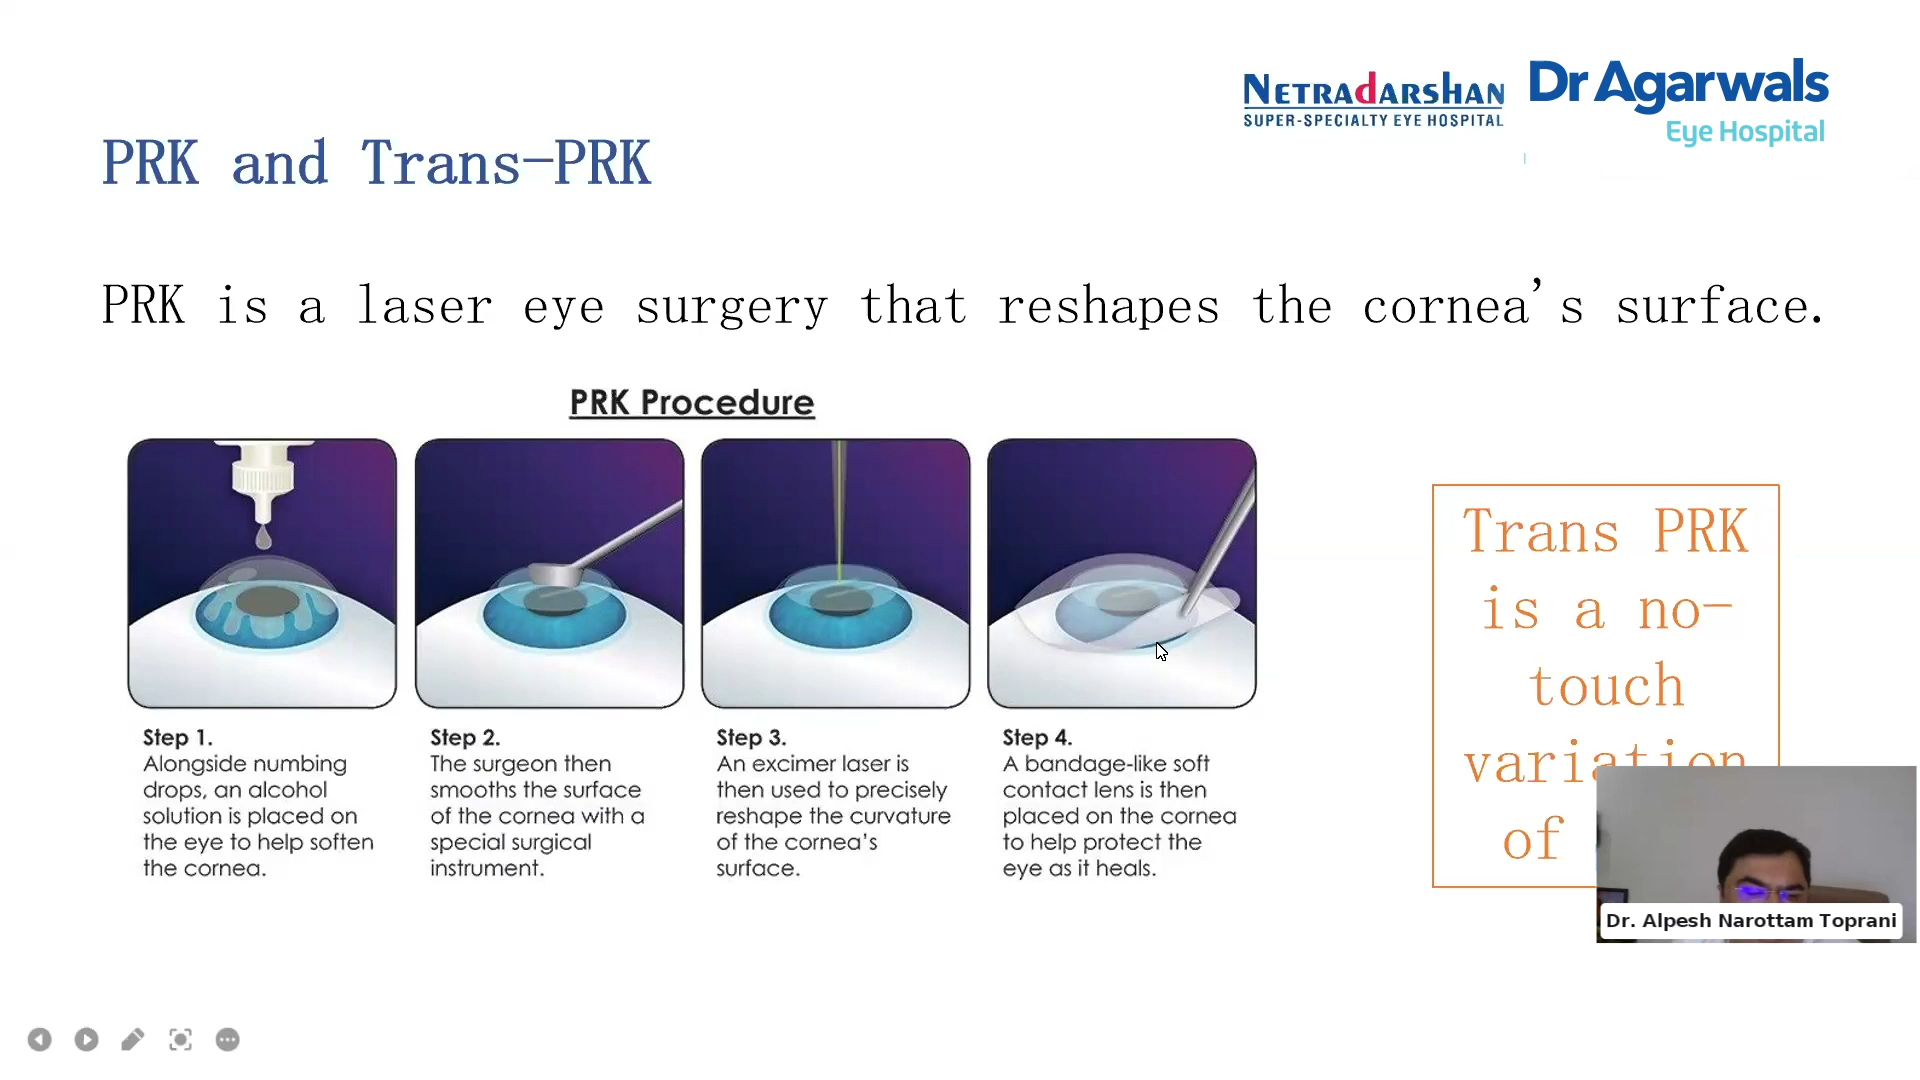 NETRADARSHAN
SUPER-SPECIALTY EYE HOSPITAL
Dr Agarwals
Eye Hospital
PRK and Trans-PRK
PRK is a laser eye surgery that reshapes the cornea's surface.
PRK Procedure
Step 1.
Alongside numbing
drops, an alcohol
solution is placed on
the eye to help soften
the cornea.
Step 2.
The surgeon then
smooths the surface
of the cornea with a
special surgical
instrument.
Step 3.
An excimer laser is
then used to precisely
reshape the curvature
of the cornea's
surface.
Step 4.
A bandage-like soft
contact lens is then
placed on the cornea
to help protect the
eye as it heals.
Trans PRK
is a no-
touch
variation
of
Dr. Alpesh Narottam Toprani